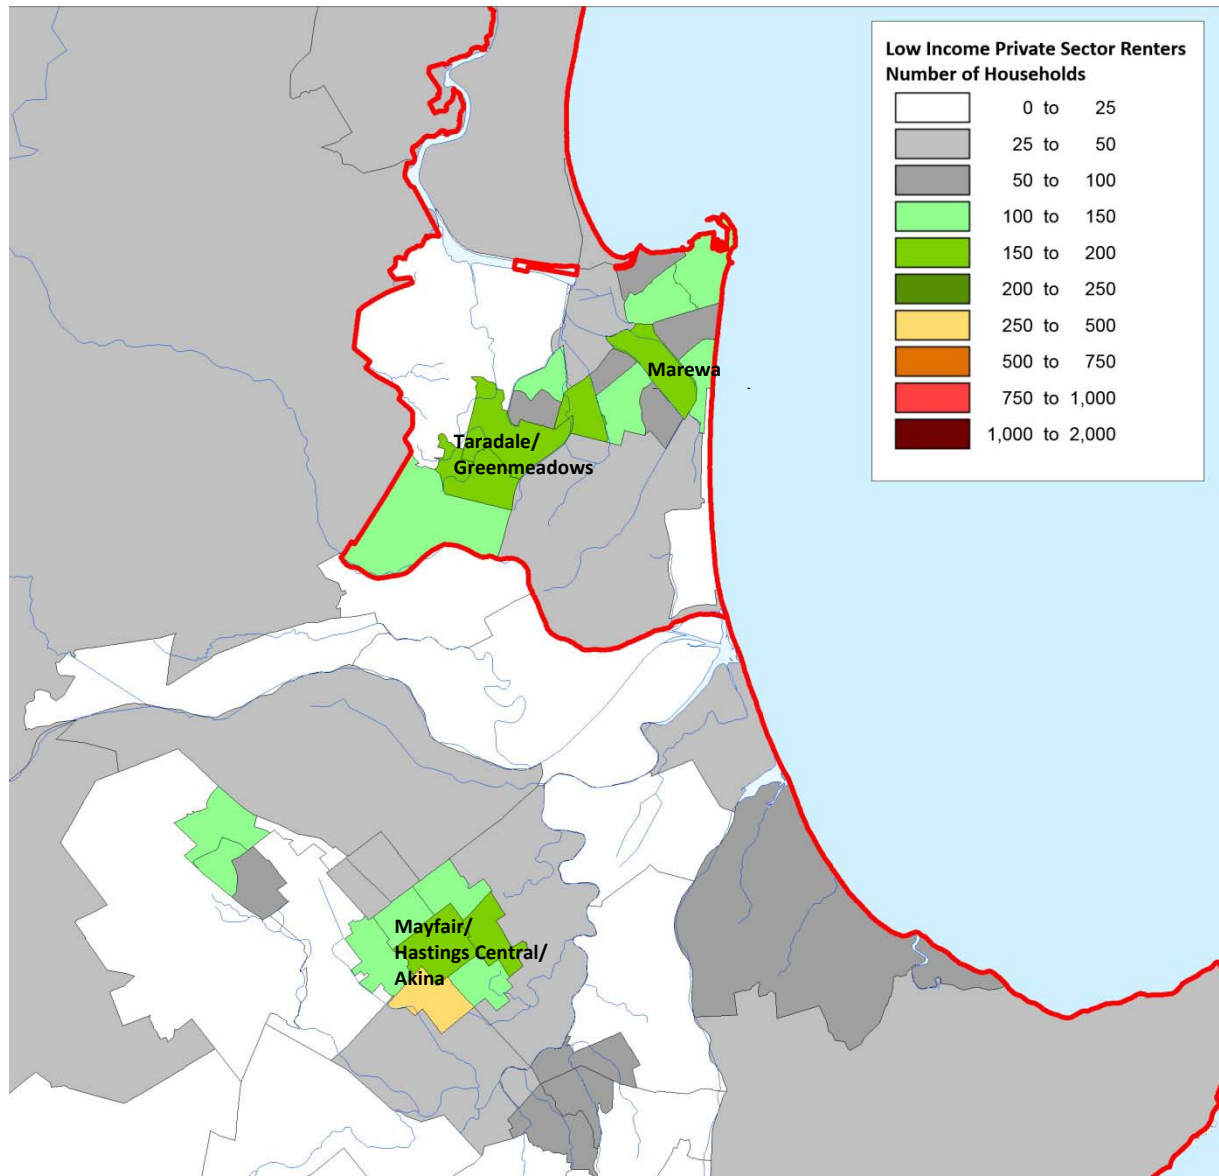 Low Income Private Sector Renters
Number of Households
0 to 25
25 to 50
50 to 100
100 to 150
150 to 200
200 to 250
250 to 500
500 to 750
750 to 1,000
1,000 to 2,000
Marewa
Taradale/
Greenmeadows
Mayfair/
Hastings Central/
Akina